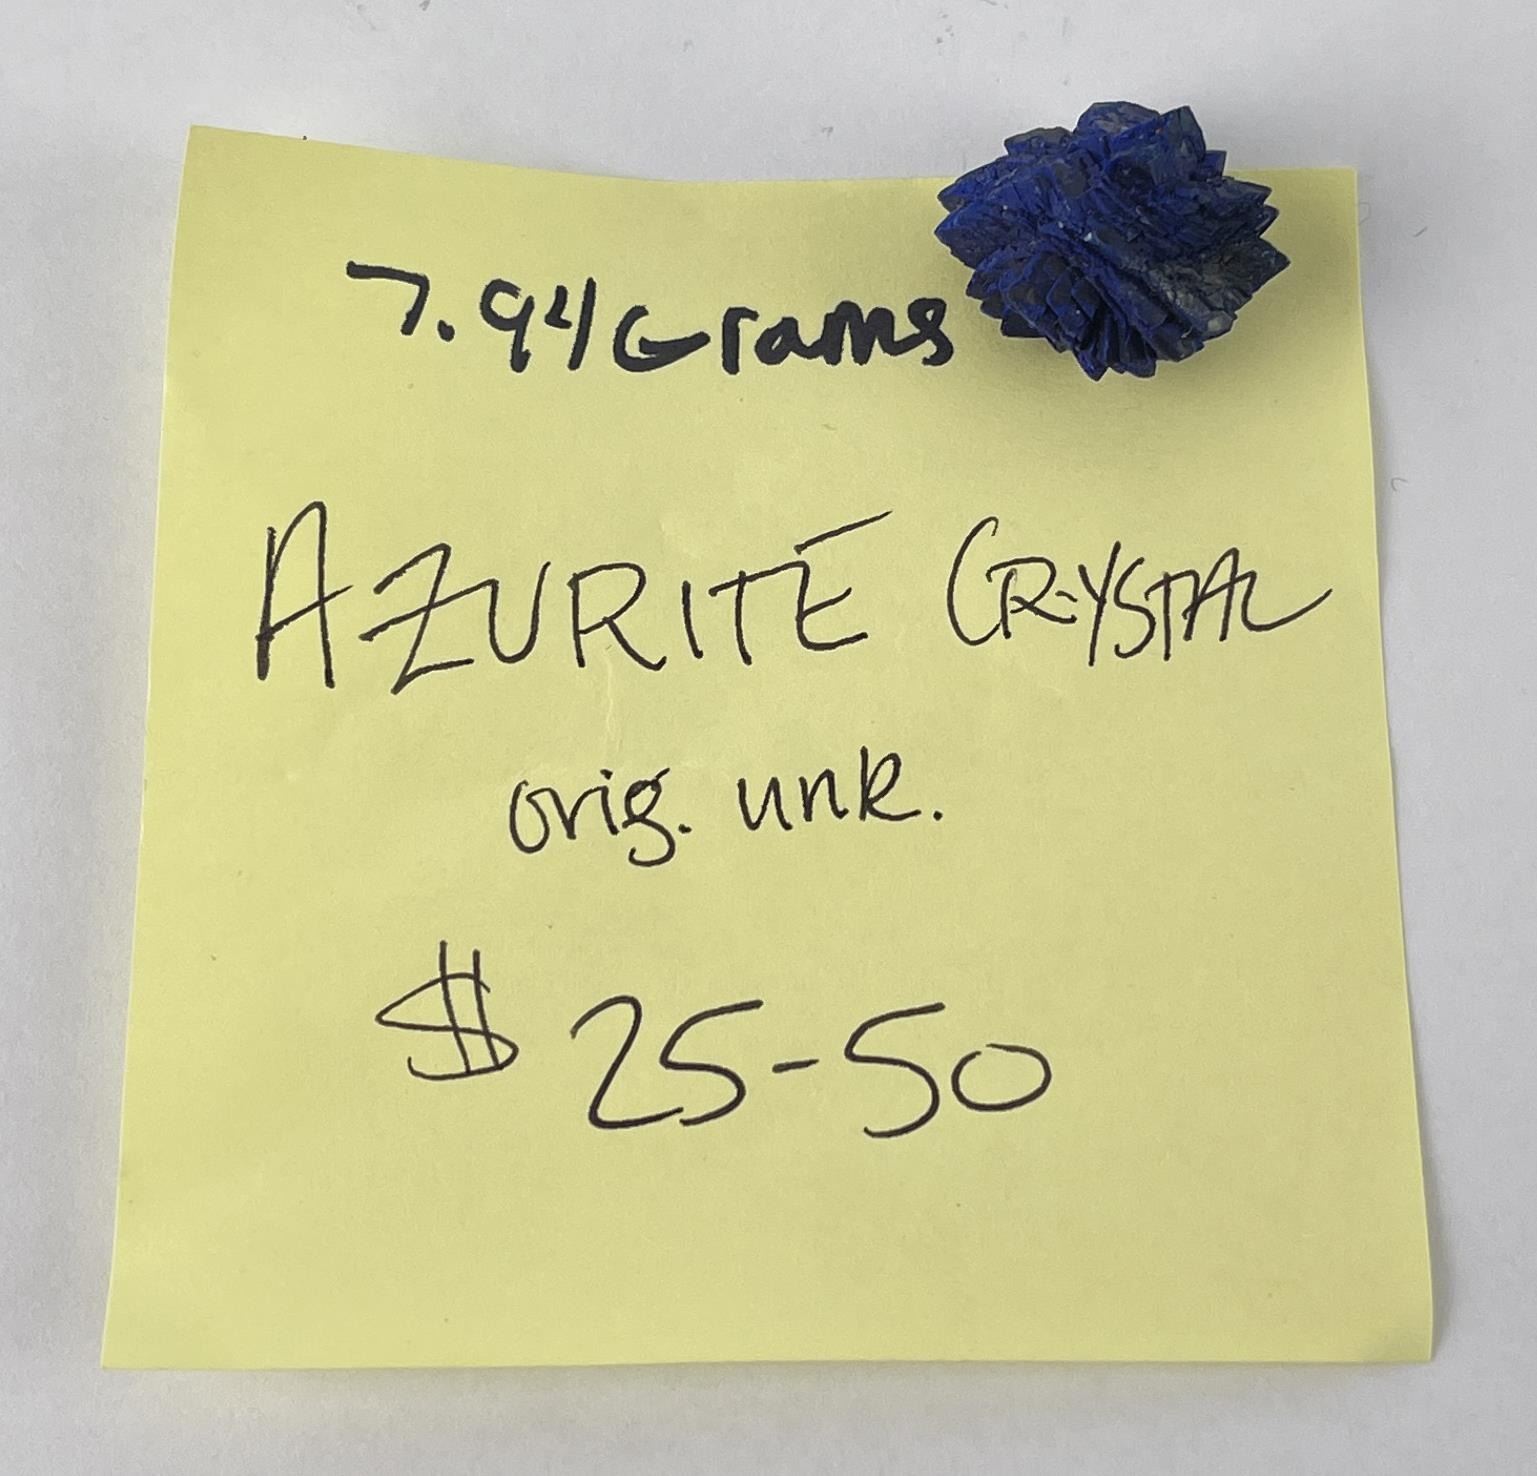 7.94 Grams
AZURITE CRYSTAL
orig. unk.
$25-50